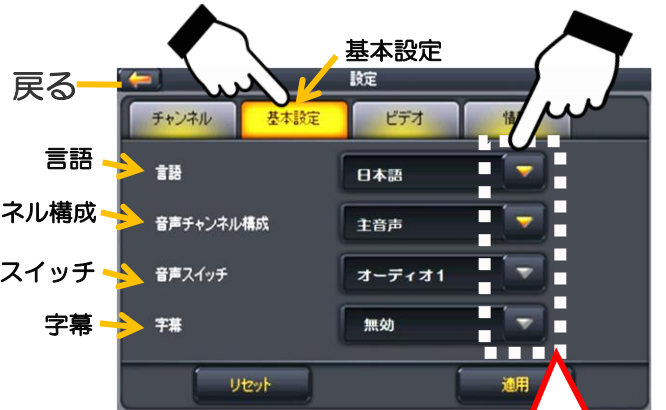 基本設定
戻る
設定
チャンネル 基本設定 ビデオ 情
言語 言語 日本語
ネル構成 音声チャンネル構成 主音声
スイッチ 音声スイッチ オーディオ1
字幕 字幕 無効
リセット 適用